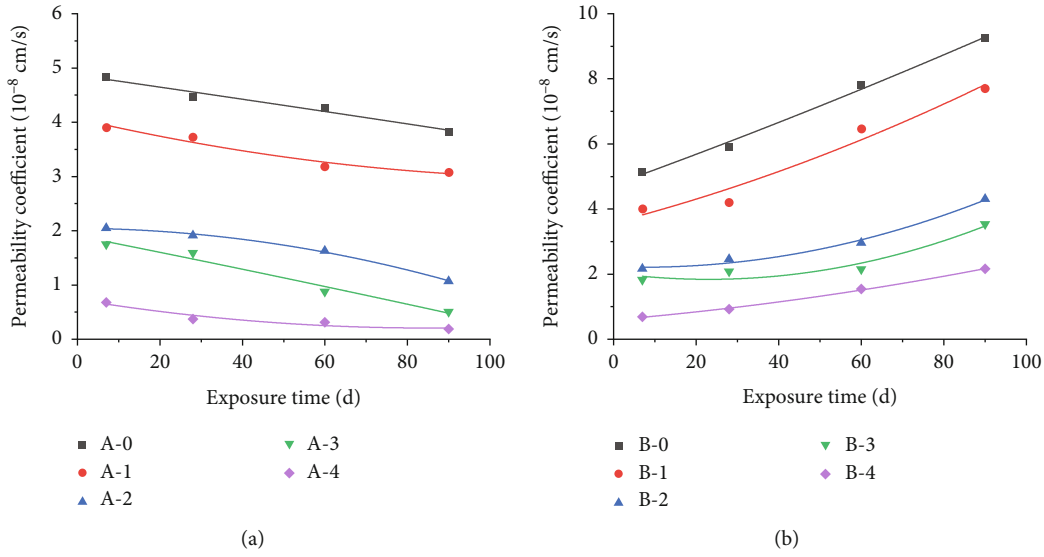 6
5
4
3
2
1
0
Permeability coefficient (10⁻⁸ cm/s)
0 20 40 60 80 100
Exposure time (d)
A-0
A-1
A-2
A-3
A-4
(a)
10
8
6
4
2
0
Permeability coefficient (10⁻⁸ cm/s)
0 20 40 60 80 100
Exposure time (d)
B-0
B-1
B-2
B-3
B-4
(b)